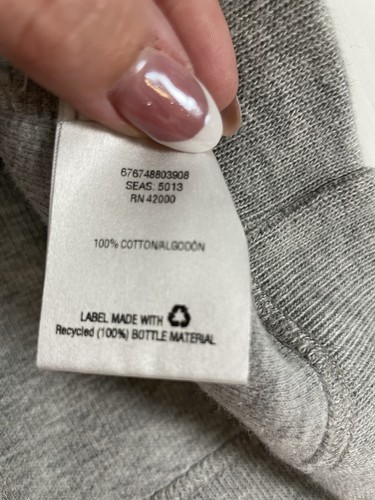 676748803908
SEAS: 5013
RN 42000
100% COTTON/ALGODÓN
LABEL MADE WITH
Recycled (100%) BOTTLE MATERIAL